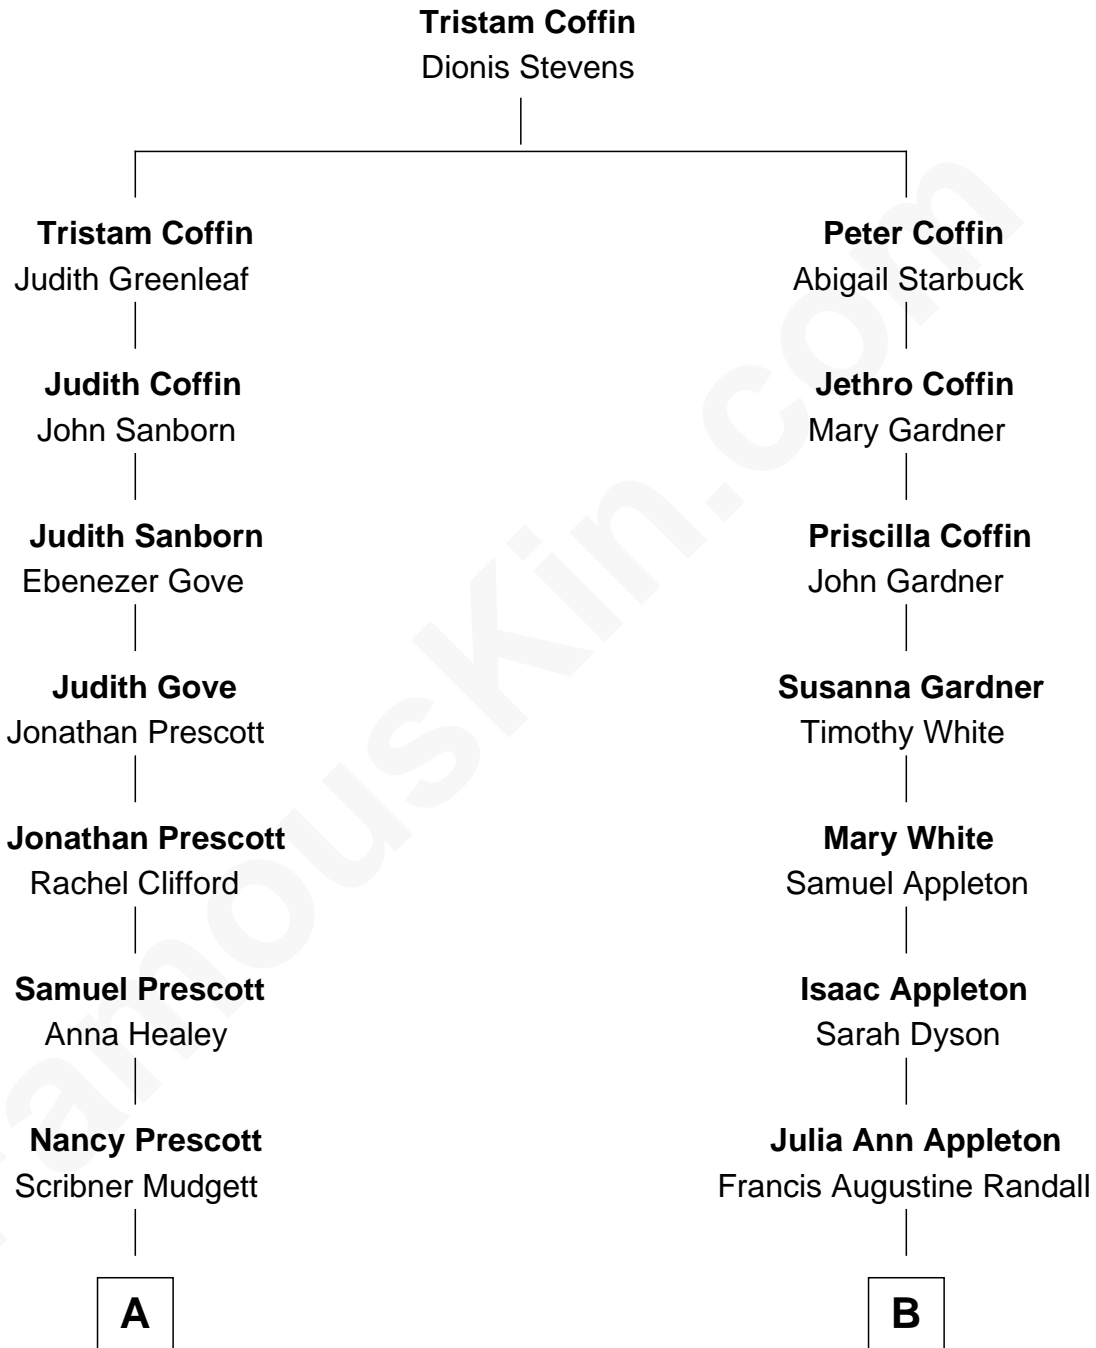 Tristam Coffin
Dionis Stevens
Tristam Coffin
Judith Greenleaf
Peter Coffin
Abigail Starbuck
Judith Coffin
John Sanborn
Jethro Coffin
Mary Gardner
Judith Sanborn
Ebenezer Gove
Priscilla Coffin
John Gardner
Judith Gove
Jonathan Prescott
Susanna Gardner
Timothy White
Jonathan Prescott
Rachel Clifford
Mary White
Samuel Appleton
Samuel Prescott
Anna Healey
Isaac Appleton
Sarah Dyson
Nancy Prescott
Scribner Mudgett
Julia Ann Appleton
Francis Augustine Randall
A
B
FamousKin.com